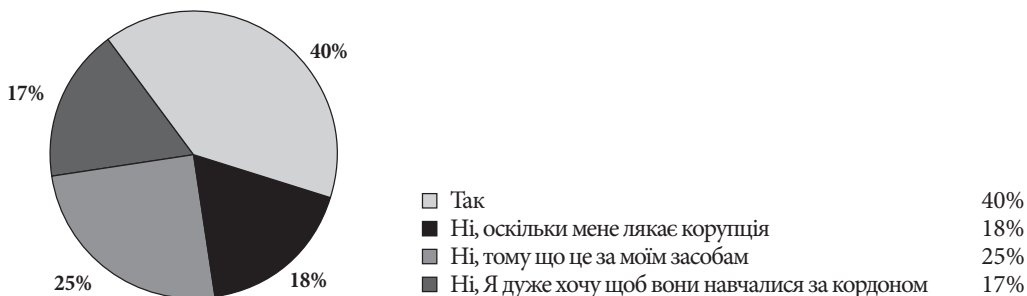 40%
17%
25%
18%
Так 40%
Ні, оскільки мене лякає корупція 18%
Ні, тому що це за моїм засобам 25%
Ні, Я дуже хочу щоб вони навчалися за кордоном 17%